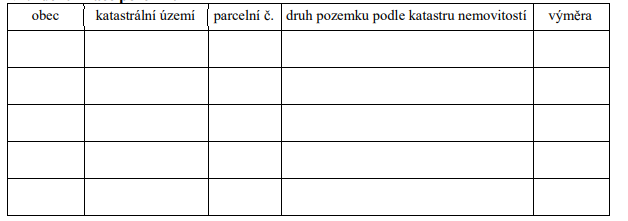 obec katastrální území parcelní č. druh pozemku podle katastru nemovitostí výměra